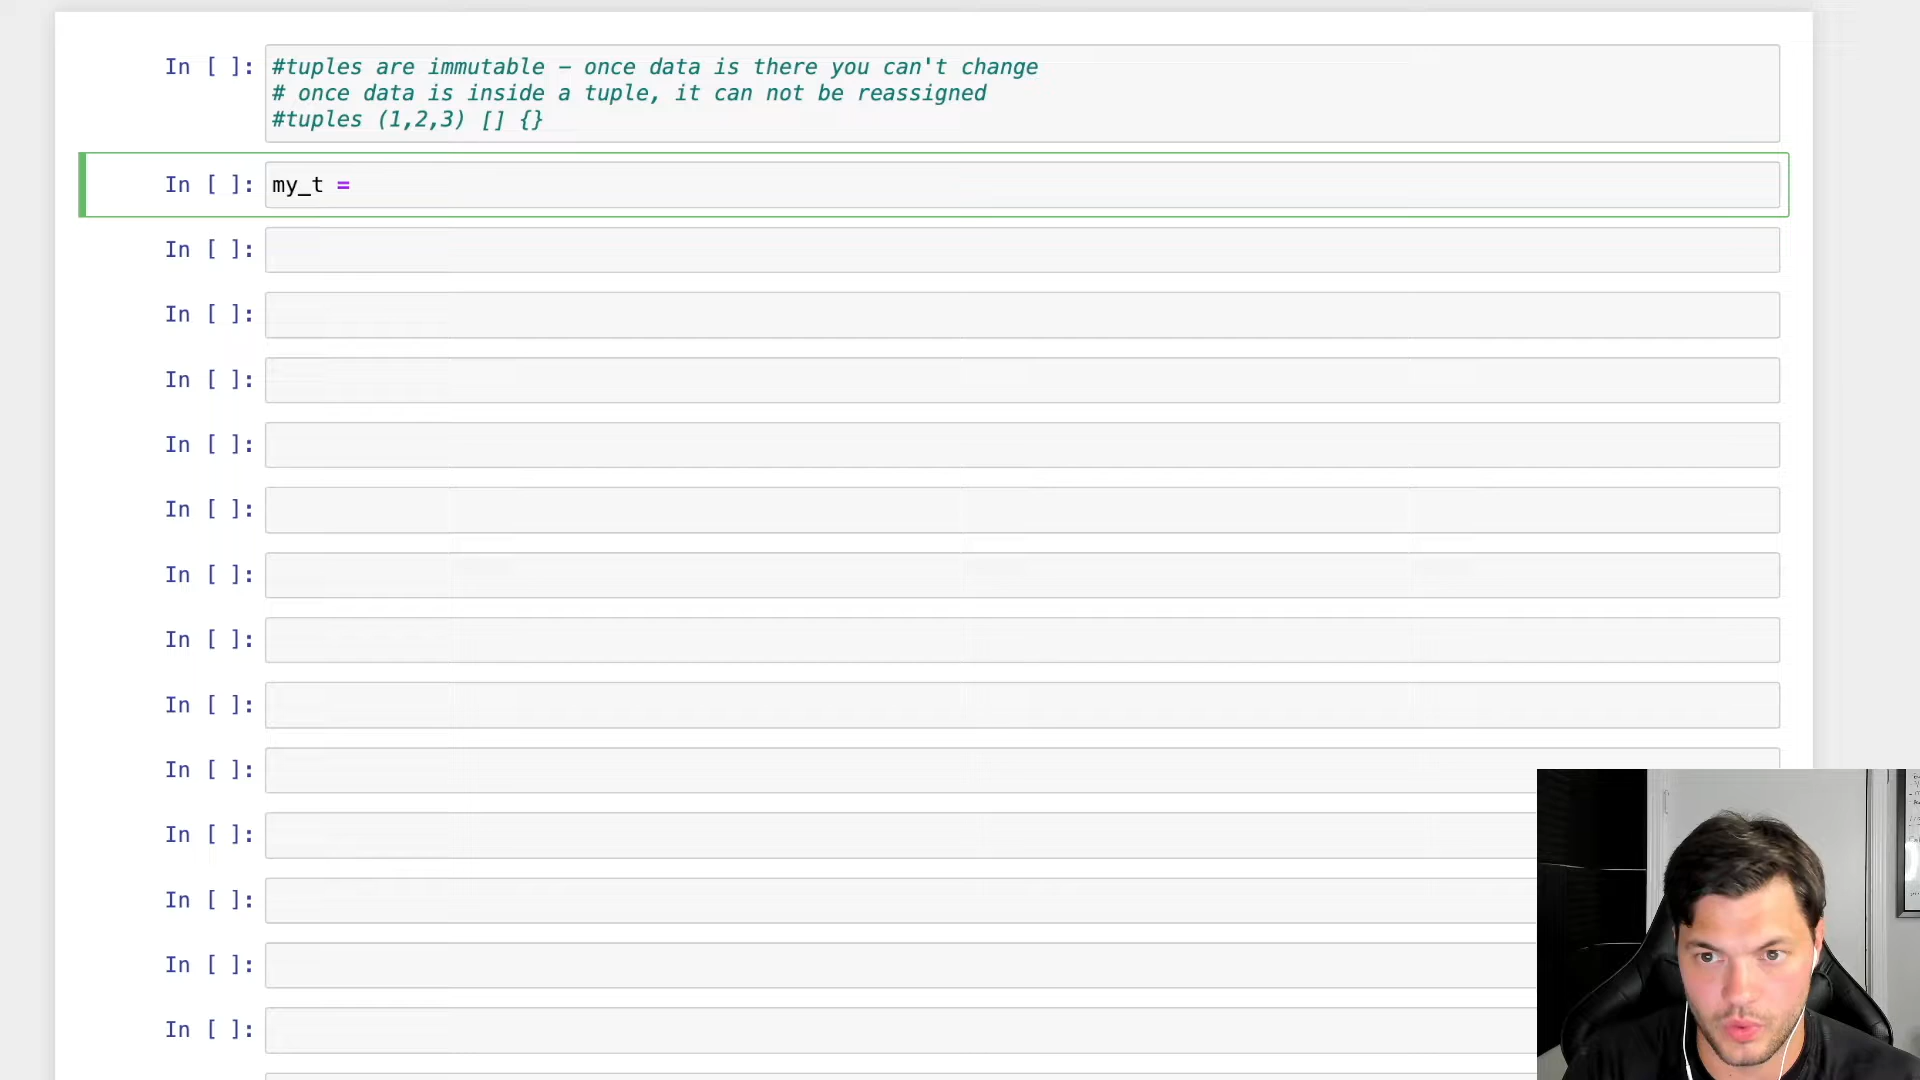 In [ ]: #tuples are immutable – once data is there you can't change
# once data is inside a tuple, it can not be reassigned
#tuples (1,2,3) [] {}
In [ ]: my_t =
In [ ]:
In [ ]:
In [ ]:
In [ ]:
In [ ]:
In [ ]:
In [ ]:
In [ ]:
In [ ]:
In [ ]:
In [ ]:
In [ ]:
In [ ]: